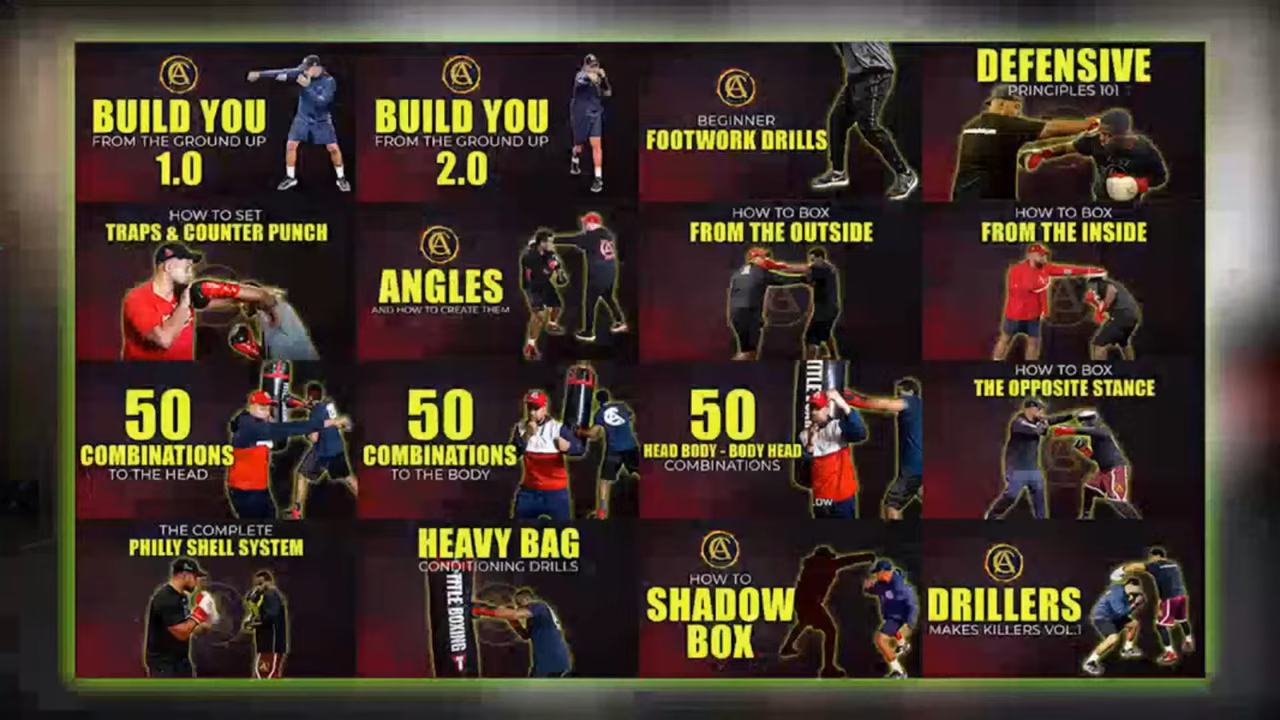 BUILD YOU
FROM THE GROUND UP
1.0
BUILD YOU
FROM THE GROUND UP
2.0
BEGINNER
FOOTWORK DRILLS
DEFENSIVE
PRINCIPLES 101
HOW TO SET
TRAPS & COUNTER PUNCH
ANGLES
AND HOW TO CREATE THEM
HOW TO BOX
FROM THE OUTSIDE
HOW TO BOX
FROM THE INSIDE
50
COMBINATIONS
TO THE HEAD
50
COMBINATIONS
TO THE BODY
50
HEAD BODY - BODY HEAD
COMBINATIONS
HOW TO BOX
THE OPPOSITE STANCE
THE COMPLETE
PHILLY SHELL SYSTEM
HEAVY BAG
CONDITIONING DRILLS
TITLE BOXING
HOW TO
SHADOW
BOX
DRILLERS
MAKES KILLERS VOL.1